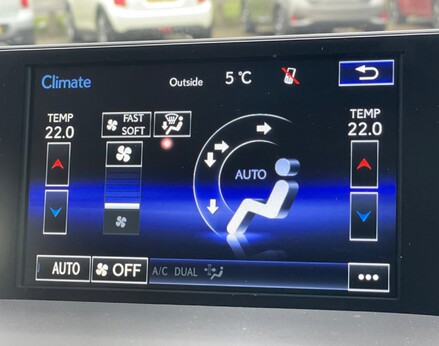 Climate
Outside 5 °C
TEMP
22.0
FAST
SOFT
AUTO
TEMP
22.0
AUTO
OFF
A/C DUAL